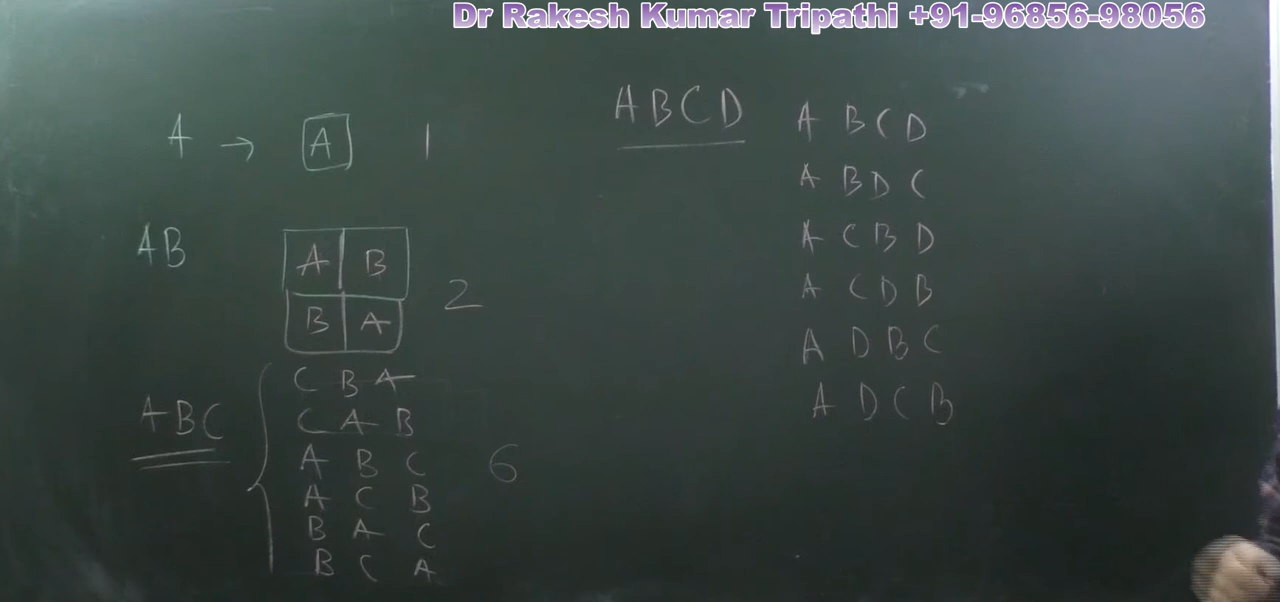 Dr Rakesh Kumar Tripathi +91-96856-98056
A → A 1
AB
A B
B A
2
ABC
C B A
C A B
A B C
A C B
B A C
B C A
6
ABCD
A B C D
A B D C
A C B D
A C D B
A D B C
A D C B